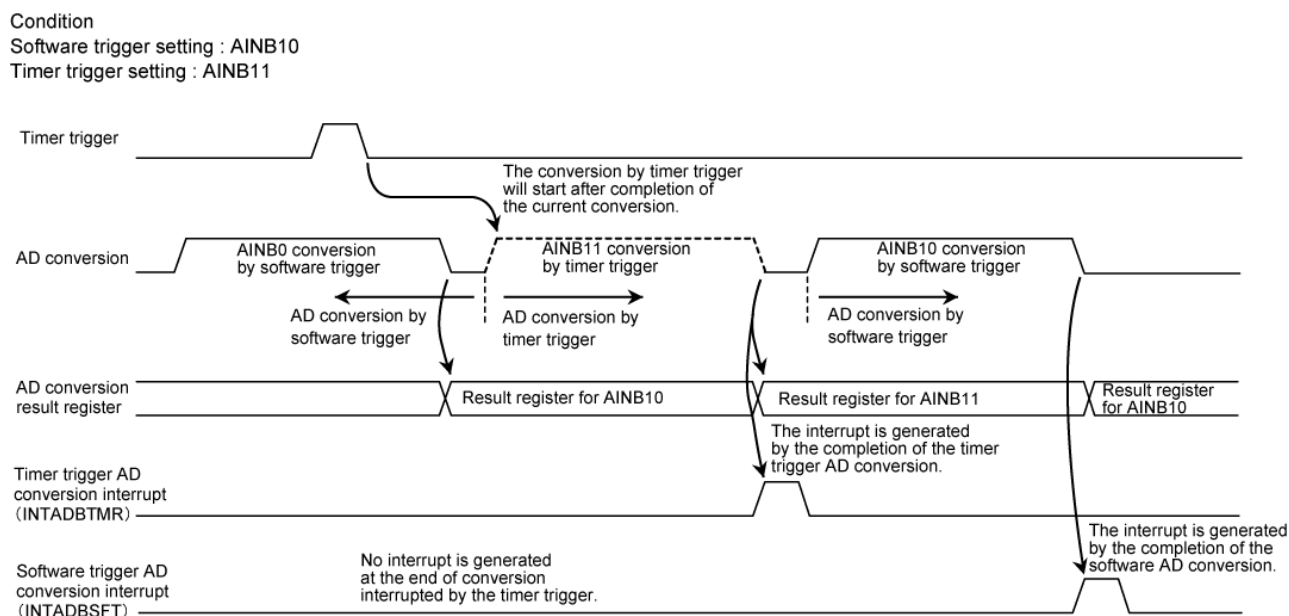 Condition
Software trigger setting : AINB10
Timer trigger setting : AINB11
Timer trigger
The conversion by timer trigger
will start after completion of
the current conversion.
AD conversion
AINB0 conversion
by software trigger
AINB11 conversion
by timer trigger
AINB10 conversion
by software trigger
AD conversion by
software trigger
AD conversion by
timer trigger
AD conversion by
software trigger
AD conversion
result register
Result register for AINB10
Result register for AINB11
Result register
for AINB10
The interrupt is generated
by the completion of the timer
trigger AD conversion.
Timer trigger AD
conversion interrupt
(INTADBTMR)
The interrupt is generated
by the completion of the
software AD conversion.
No interrupt is generated
at the end of conversion
interrupted by the timer trigger.
Software trigger AD
conversion interrupt
(INTADBSFT)